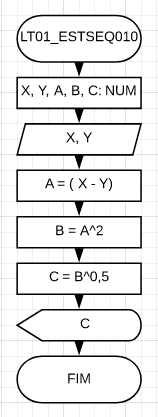 LT01_ESTSEQ010
X, Y, A, B, C: NUM
X, Y
A = ( X - Y)
B = A^2
C = B^0,5
C
FIM